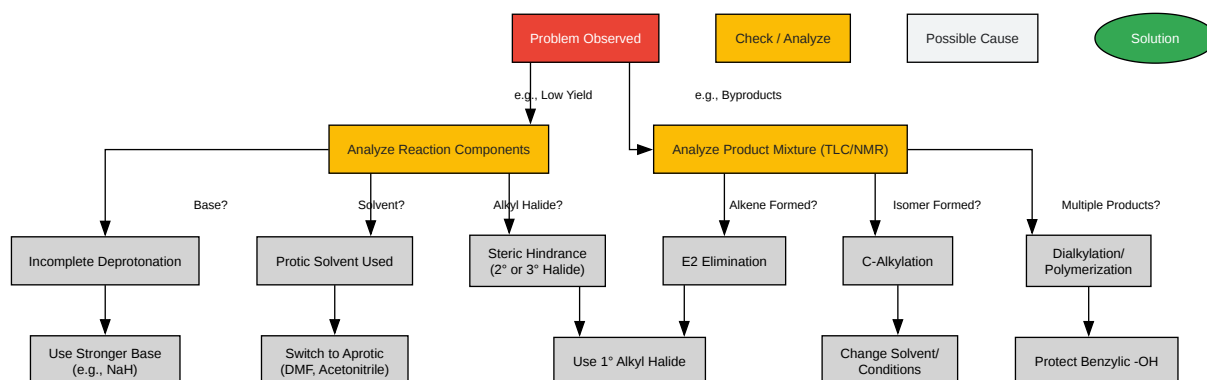 Problem Observed
Check / Analyze
Possible Cause
Solution
e.g., Low Yield
e.g., Byproducts
Analyze Reaction Components
Analyze Product Mixture (TLC/NMR)
Base?
Solvent?
Alkyl Halide?
Alkene Formed?
Isomer Formed?
Multiple Products?
Incomplete Deprotonation
Protic Solvent Used
Steric Hindrance
(2° or 3° Halide)
E2 Elimination
C-Alkylation
Dialkylation/
Polymerization
Use Stronger Base
(e.g., NaH)
Switch to Aprotic
(DMF, Acetonitrile)
Use 1° Alkyl Halide
Change Solvent/
Conditions
Protect Benzylic -OH